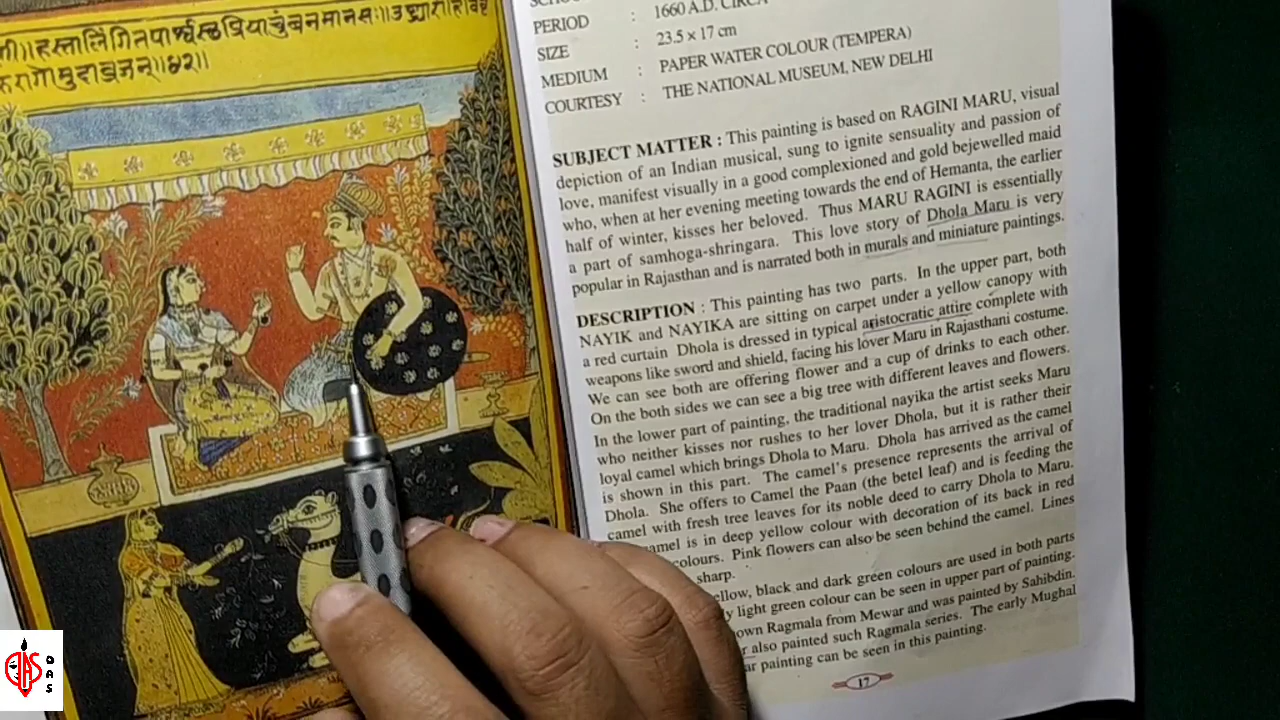 हस्तालिंगितपार्श्वस्छप्रियाचुंबनमानसः॥
रागोमुदाव्रजन्॥४२॥
PERIOD : 1660 A.D. CIRCA
SIZE : 23.5 × 17 cm
MEDIUM : PAPER WATER COLOUR (TEMPERA)
COURTESY : THE NATIONAL MUSEUM, NEW DELHI
SUBJECT MATTER : This painting is based on RAGINI MARU, visual
depiction of an Indian musical, sung to ignite sensuality and passion of
love, manifest visually in a good complexioned and gold bejewelled maid
who, when at her evening meeting towards the end of Hemanta, the earlier
half of winter, kisses her beloved. Thus MARU RAGINI is essentially
a part of samhoga-shringara. This love story of Dhola Maru is very
popular in Rajasthan and is narrated both in murals and miniature paintings.
DESCRIPTION : This painting has two parts. In the upper part, both
NAYIK and NAYIKA are sitting on carpet under a yellow canopy with
a red curtain Dhola is dressed in typical aristocratic attire complete with
weapons like sword and shield, facing his lover Maru in Rajasthani costume.
We can see both are offering flower and a cup of drinks to each other.
On the both sides we can see a big tree with different leaves and flowers.
In the lower part of painting, the traditional nayika the artist seeks Maru
who neither kisses nor rushes to her lover Dhola, but it is rather their
loyal camel which brings Dhola to Maru. Dhola has arrived as the camel
is shown in this part. The camel's presence represents the arrival of
Dhola. She offers to Camel the Paan (the betel leaf) and is feeding the
camel with fresh tree leaves for its noble deed to carry Dhola to Maru.
is in deep yellow colour with decoration of its back in red
colours. Pink flowers can also be seen behind the camel. Lines
sharp.
black and dark green colours are used in both parts
light green colour can be seen in upper part of painting.
Ragmala from Mewar and was painted by Sahibdin.
also painted such Ragmala series. The early Mughal
painting can be seen in this painting.
17
DAS